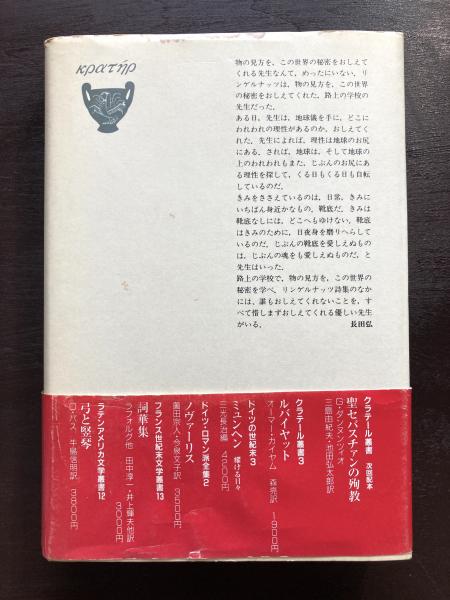 κρατήρ
物の見方を、この世界の秘密をおしえて
くれる先生なんて、めったにいない。リ
ンゲルナッツは、物の見方を、この世界
の秘密をおしえてくれた、路上の学校の
先生だった。
ある日、先生は、地球儀を手に、どこに
われわれの理性があるのか、おしえてく
れた。先生によれば、理性は地球のお尻
にある。されば、地球は、そして地球の
上のわれわれもまた、じぶんのお尻にあ
る理性を探して、くる日もくる日も自転
しているのだ。
きみをささえているのは、日常、きみに
いちばん身近かなもの、靴底だ。きみは
靴底なしには、どこへもゆけない。靴底
はきみのために、日夜身を磨りへらして
いるのだ。じぶんの靴底を愛しえぬもの
は、じぶんの魂をも愛しえぬものだ、と
先生はいった。
路上の学校で、物の見方を、この世界の
秘密を学べ。リンゲルナッツ詩集のなか
には、誰もおしえてくれないことを、す
べて惜しまずおしえてくれる優しい先生
がいる。
長田弘
クラテール叢書 次回配本
聖セバスチァンの殉教
G・ダンヌンツィオ
三島由紀夫・池田弘太郎訳
クラテール叢書3
ルバイヤット
オーマー・カイヤム 森亮訳 1900円
ドイツの世紀末3
ミュンヘン 輝ける日々
三光長治編 4200円
ドイツ・ロマン派全集2
ノヴァーリス
薗田宗人・今泉文子訳 3500円
フランス世紀末文学叢書13
詞華集
ラフォルグ他 田中淳一・井上輝夫他訳
3000円
ラテンアメリカ文学叢書12
弓と竪琴
O・パス 牛島信明訳 3800円